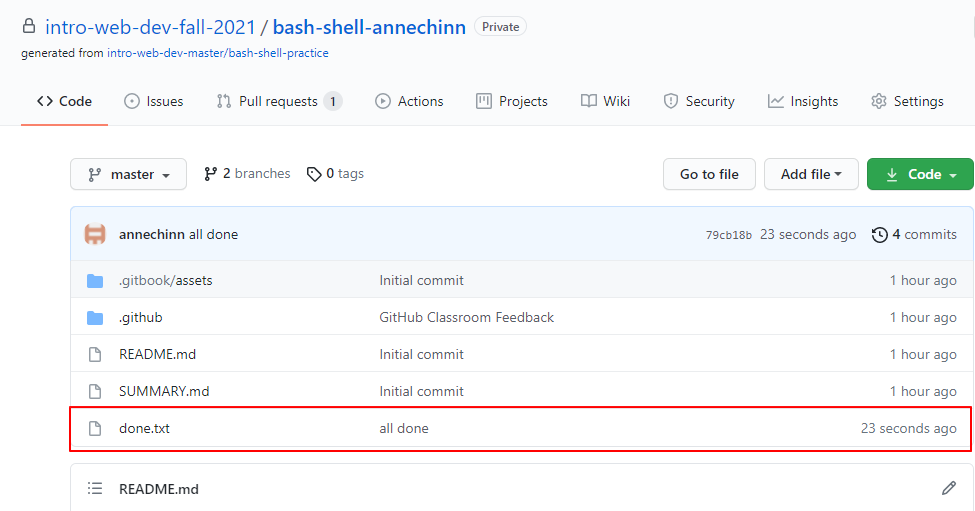 intro-web-dev-fall-2021 / bash-shell-annechinn Private
generated from intro-web-dev-master/bash-shell-practice
Code Issues Pull requests 1 Actions Projects Wiki Security Insights Settings
master 2 branches 0 tags Go to file Add file Code
annechinn all done 79cb18b 23 seconds ago 4 commits
.gitbook/assets Initial commit 1 hour ago
.github GitHub Classroom Feedback 1 hour ago
README.md Initial commit 1 hour ago
SUMMARY.md Initial commit 1 hour ago
done.txt all done 23 seconds ago
README.md